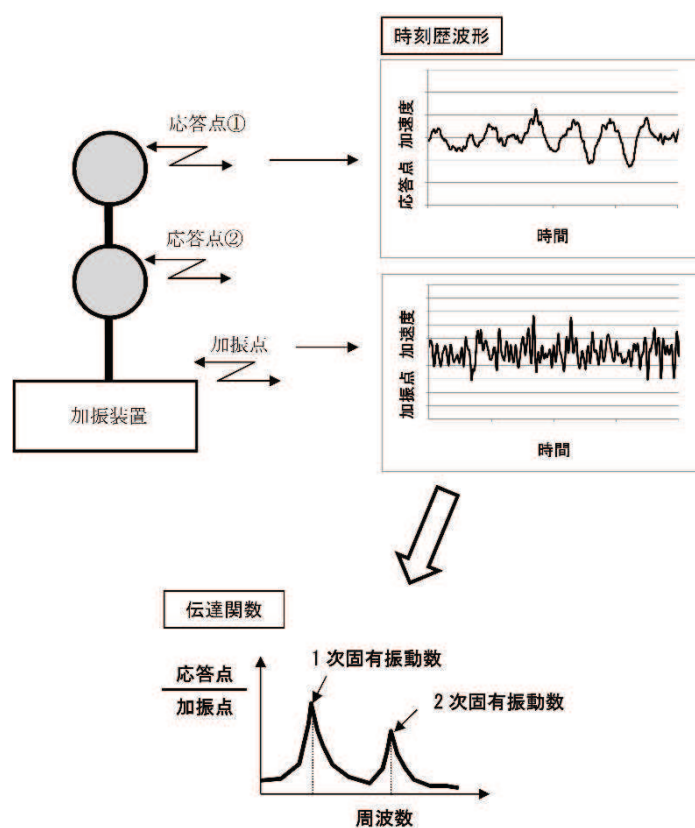 時刻歴波形
応答点①
応答点 加速度
時間
応答点②
加振点
加振点 加速度
時間
加振装置
伝達関数
応答点
加振点
1次固有振動数
2次固有振動数
周波数